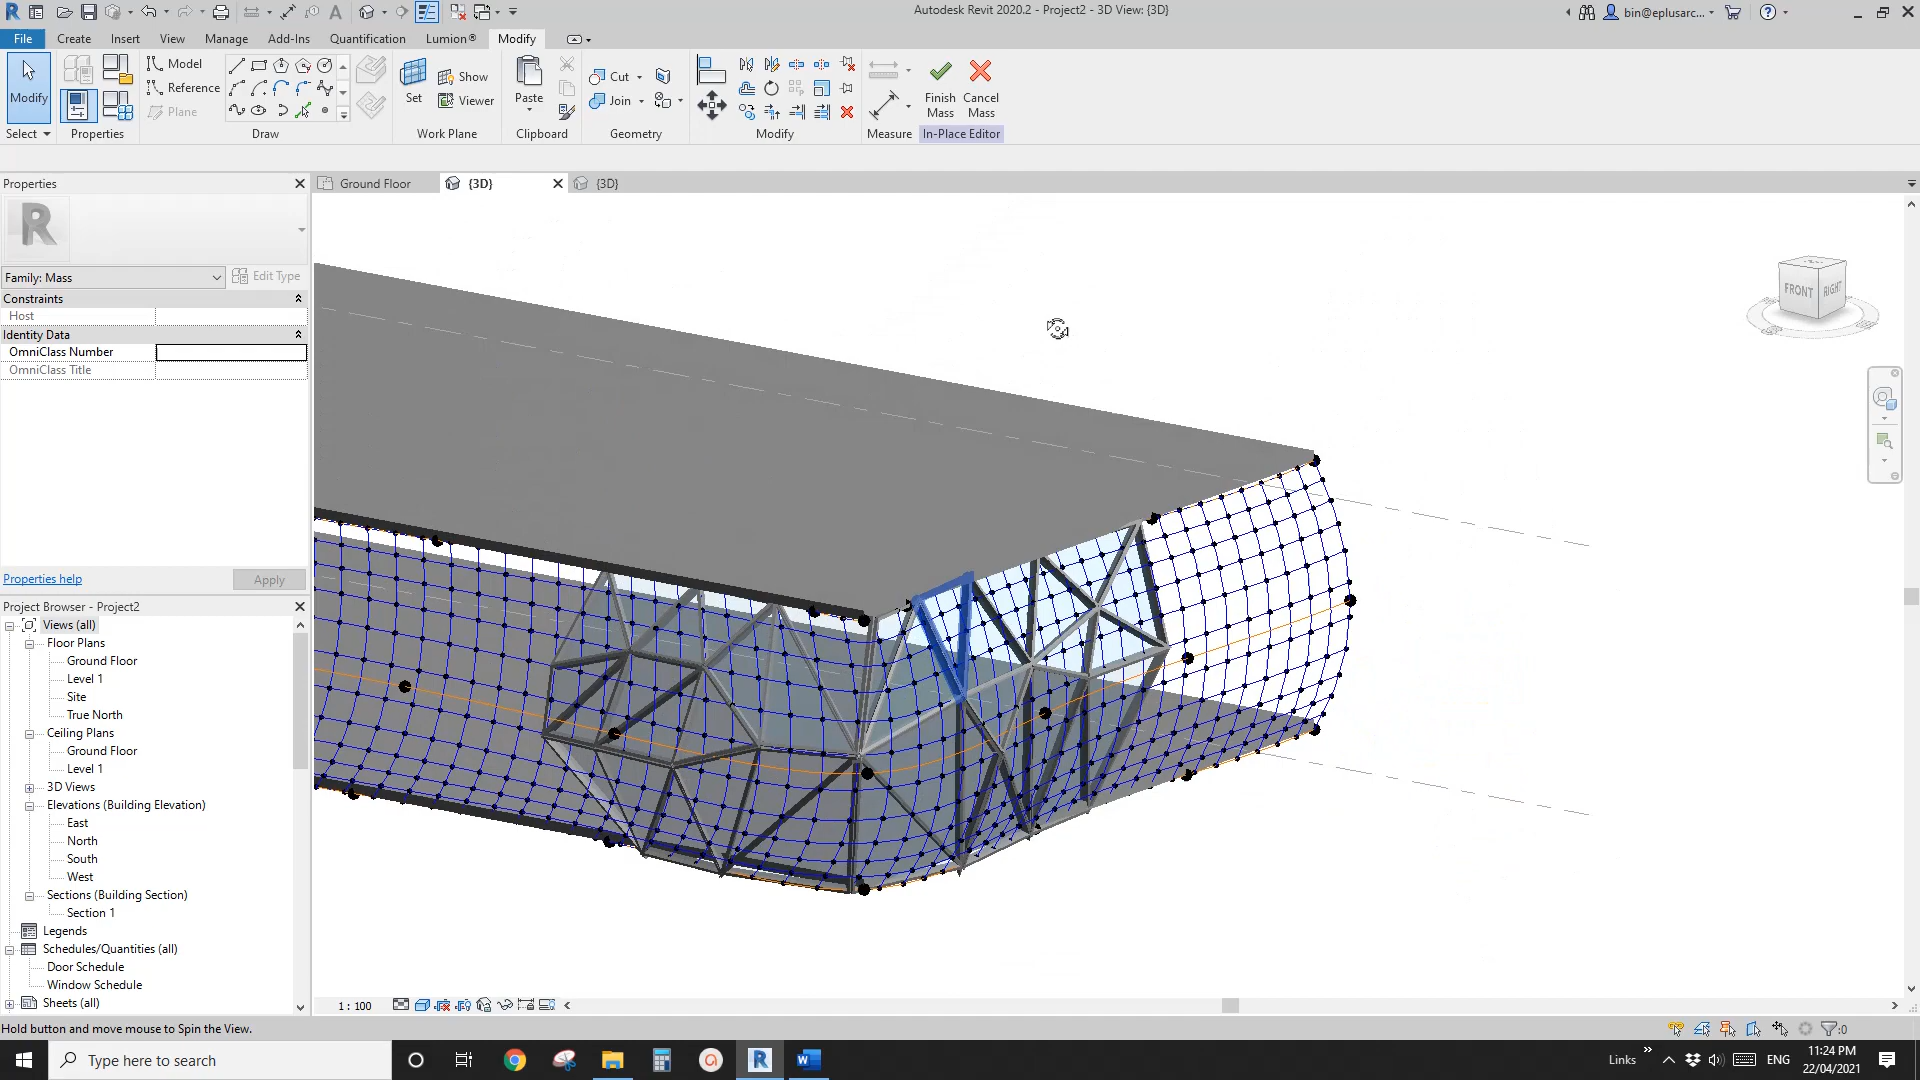 Autodesk Revit 2020.2 - Project2 - 3D View: {3D}
bin@eplusarc...
File Create Insert View Manage Add-Ins Quantification Lumion® Modify
Modify
Select
Properties
Model
Reference
Plane
Draw
Set
Show
Viewer
Work Plane
Paste
Clipboard
Cut
Join
Geometry
Modify
Measure
Finish Mass
Cancel Mass
In-Place Editor
Properties
Ground Floor
{3D}
{3D}
Family: Mass
Edit Type
Constraints
Host
Identity Data
OmniClass Number
OmniClass Title
Properties help
Apply
Project Browser - Project2
Views (all)
Floor Plans
Ground Floor
Level 1
Site
True North
Ceiling Plans
Ground Floor
Level 1
3D Views
Elevations (Building Elevation)
East
North
South
West
Sections (Building Section)
Section 1
Legends
Schedules/Quantities (all)
Door Schedule
Window Schedule
Sheets (all)
FRONT RIGHT
1 : 100
Hold button and move mouse to Spin the View.
:0
Type here to search
Links
ENG
11:24 PM
22/04/2021